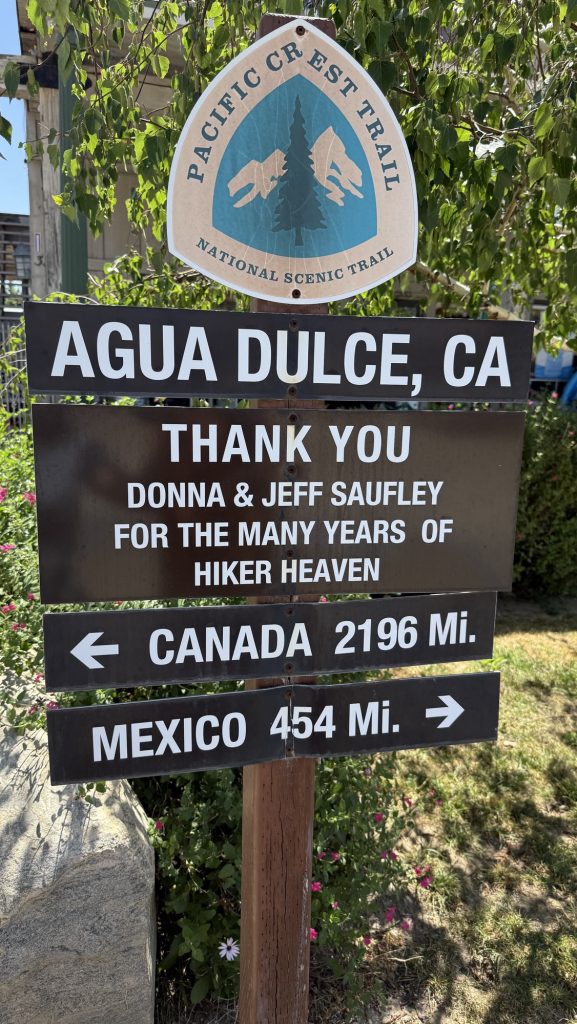 PACIFIC CREST TRAIL
NATIONAL SCENIC TRAIL
AGUA DULCE, CA
THANK YOU
DONNA & JEFF SAUFLEY
FOR THE MANY YEARS OF
HIKER HEAVEN
← CANADA 2196 Mi.
MEXICO 454 Mi. →